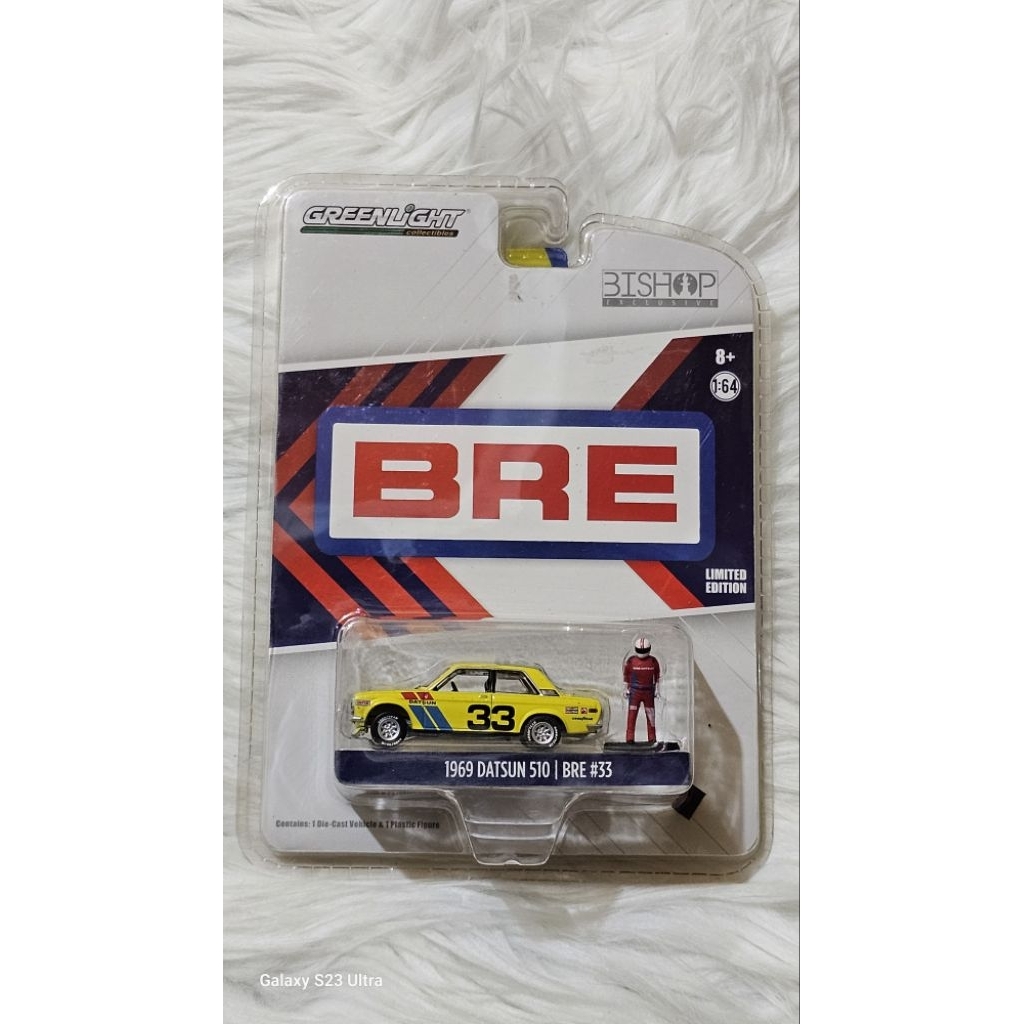 GREENLIGHT
collectibles
BISHOP
EXCLUSIVE
8+
1:64
BRE
LIMITED
EDITION
DATSUN
33
1969 DATSUN 510 | BRE #33
Contains: 1 Die-Cast Vehicle & 1 Plastic Figure
Galaxy S23 Ultra